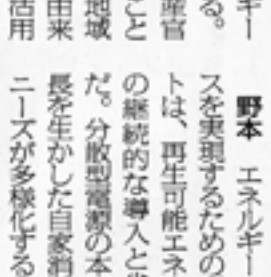 ギー
る。
産官
こと
地域
由来
活用
野本 エネルギー
スを実現するための
トは、再生可能エネ
の継続的な導入と省
だ。分散型電源の本
長を生かした自家消
ニーズが多様化する